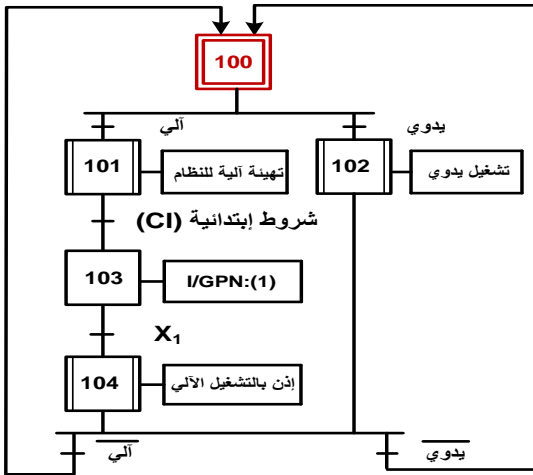 100
آلي
يدوي
101
تهيئة آلية للنظام
102
تشغيل يدوي
شروط إبتدائية (CI)
103
I/GPN:(1)
X₁
104
إذن بالتشغيل الآلي
آلي
يدوي